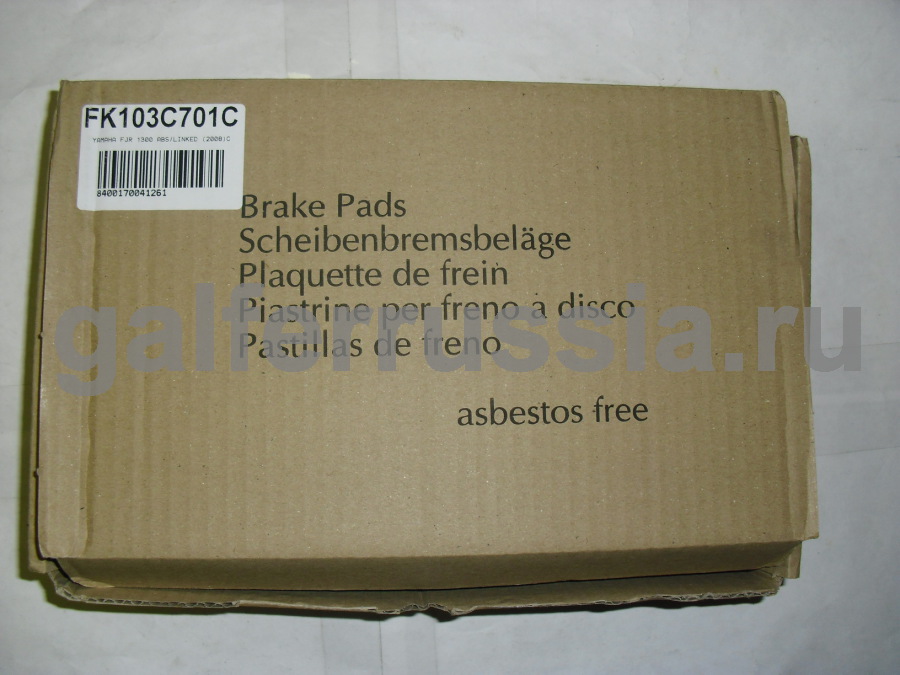 FK103C701C
YAMAHA FJR 1300 ABS/LINKED (2008)C
8400170041261
Brake Pads
Scheibenbremsbeläge
Plaquette de frein
Piastrine per freno a disco
Pastillas de freno
galferrussia.ru
asbestos free